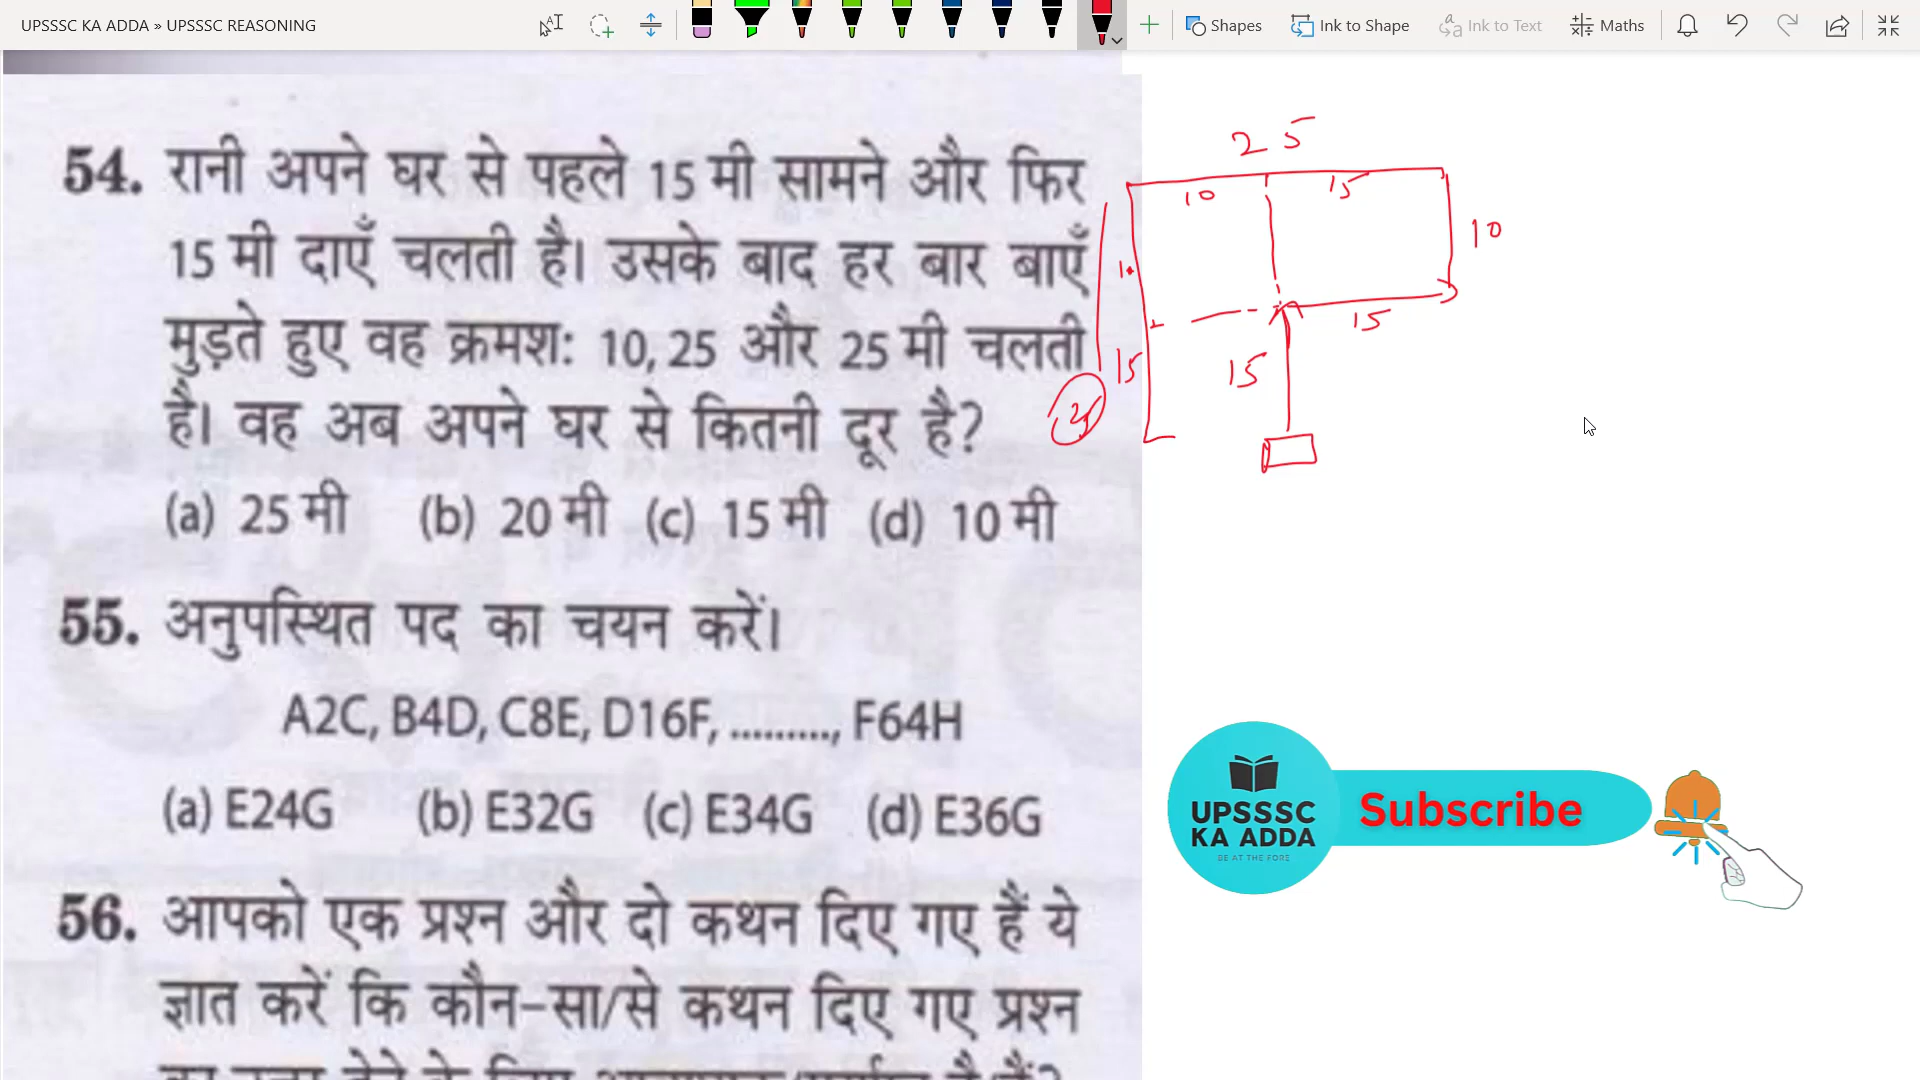 UPSSSC KA ADDA » UPSSSC REASONING
Shapes
Ink to Shape
Ink to Text
Maths
54. रानी अपने घर से पहले 15 मी सामने और फिर
15 मी दाएँ चलती है। उसके बाद हर बार बाएँ
मुड़ते हुए वह क्रमश: 10, 25 और 25 मी चलती
है। वह अब अपने घर से कितनी दूर है?
(a) 25 मी (b) 20 मी (c) 15 मी (d) 10 मी
25
10 15
10
15
15 15
55. अनुपस्थित पद का चयन करें।
A2C, B4D, C8E, D16F, ........., F64H
(a) E24G (b) E32G (c) E34G (d) E36G
UPSSSC
KA ADDA
BE AT THE FORE
Subscribe
56. आपको एक प्रश्न और दो कथन दिए गए हैं ये
ज्ञात करें कि कौन-सा/से कथन दिए गए प्रश्न